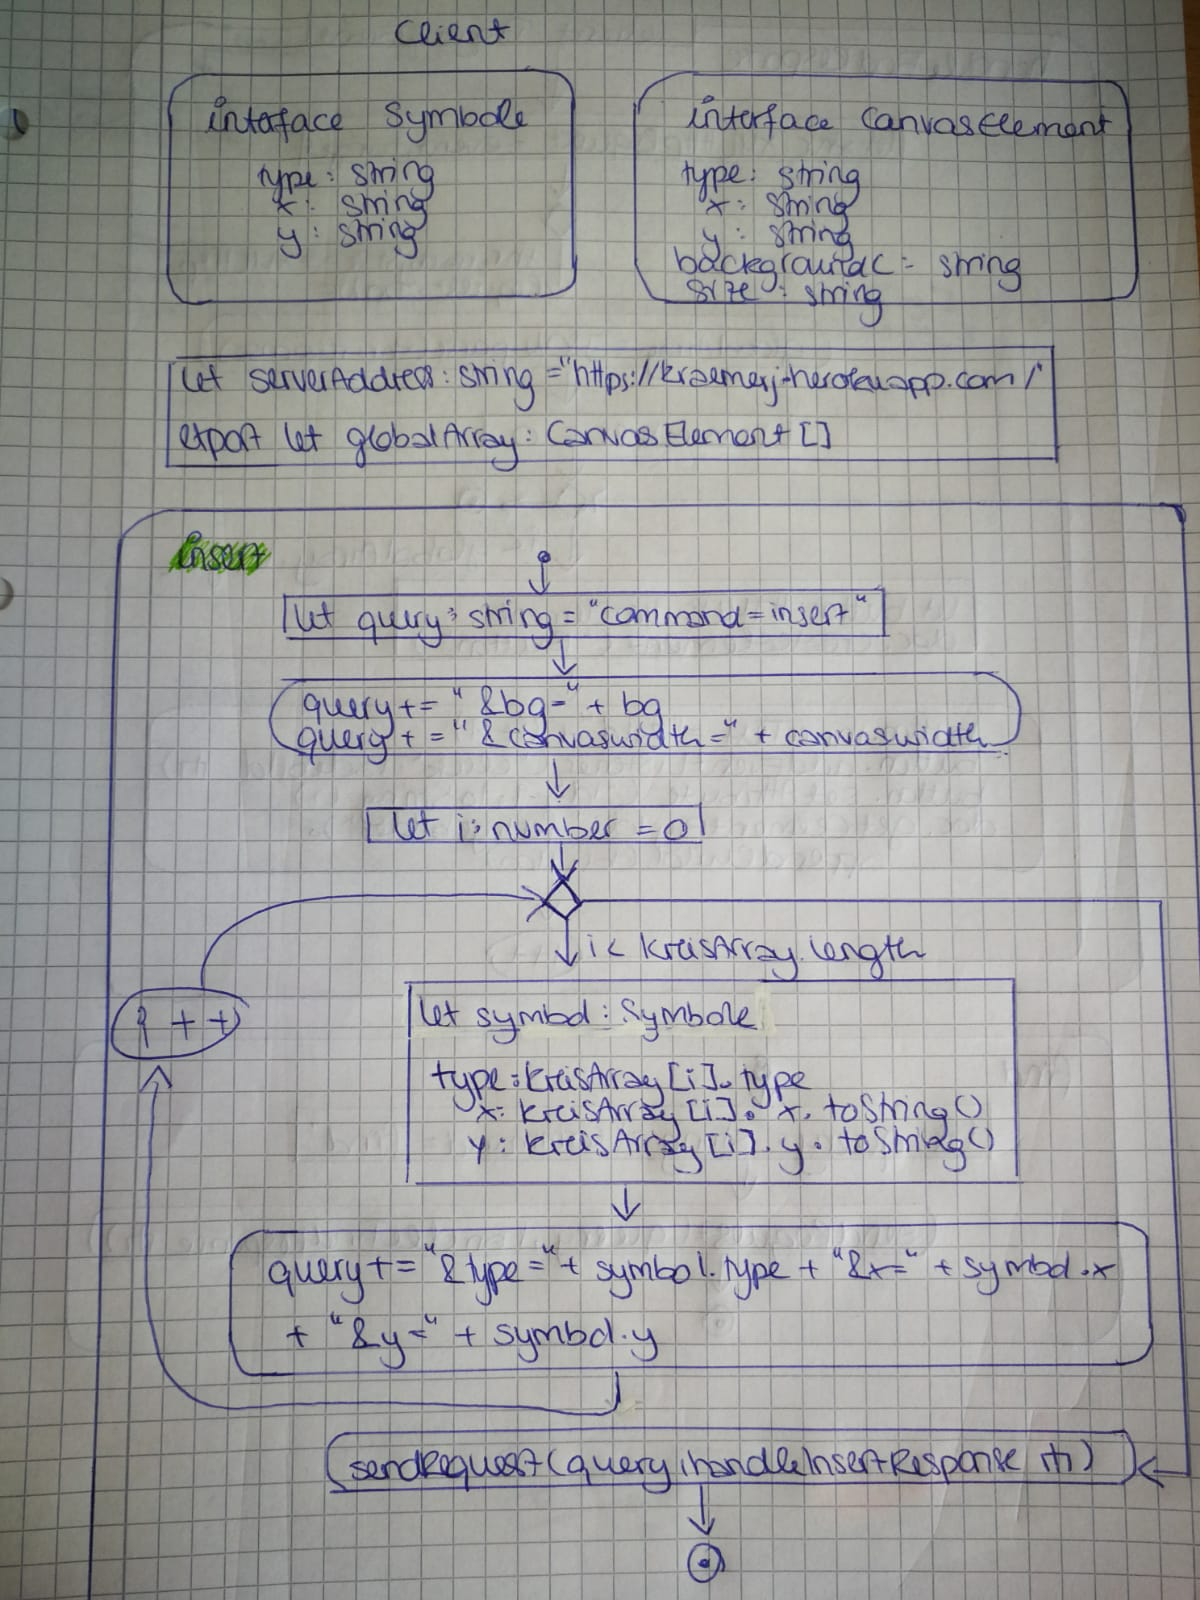 Client
interface Symbole
type: string
x: string
y: string
interface CanvasElement
type: string
x: string
y: string
string
size: string
let serverAddress: string = "https://kraemerj.herokuapp.com/"
export let globalArray: CanvasElement[]
insert
let query: string = "command=insert"
query += "&bg=" + bg
query += "&canvaswidth=" + canvaswidth
let i: number = 0
i < kreisArray.length
i++
let symbol: Symbole
type: kreisArray[i].type
x: kreisArray[i].x.toString()
y: kreisArray[i].y.toString()
query += "&type=" + symbol.type + "&x=" + symbol.x
+ "&y=" + symbol.y
sendRequest(query, handleInsertResponse)